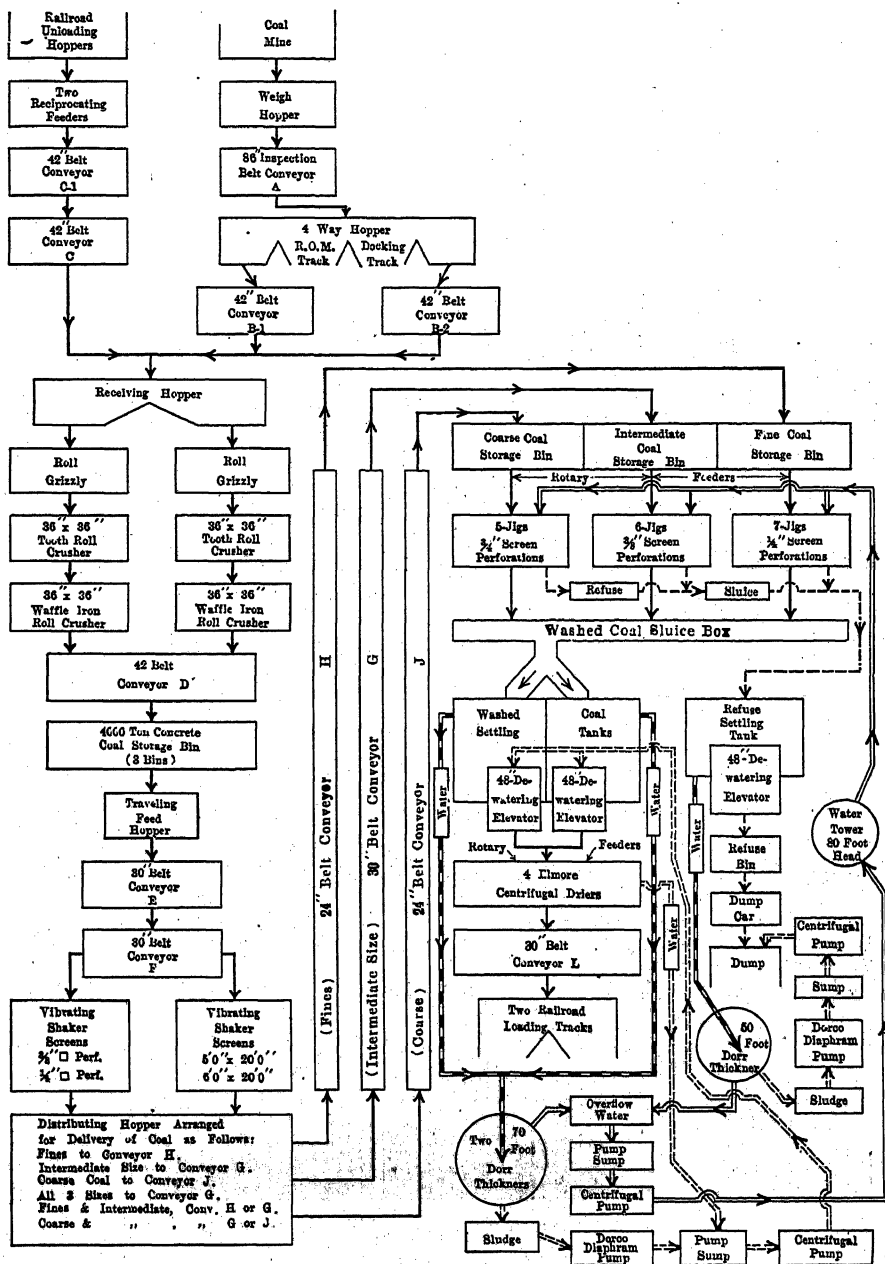 Railroad
Unloading
Hoppers
Coal
Mine
Two
Reciprocating
Feeders
Weigh
Hopper
42" Belt
Conveyor
C-1
36" Inspection
Belt Conveyor
A
42" Belt
Conveyor
C
4 Way Hopper
R.O.M. Docking
Track Track
42" Belt
Conveyor
B-1
42" Belt
Conveyor
B-2
Receiving Hopper
Roll
Grizzly
Roll
Grizzly
36" x 36"
Tooth Roll
Crusher
36" x 36"
Tooth Roll
Crusher
36" x 36"
Waffle Iron
Roll Crusher
36" x 36"
Waffle Iron
Roll Crusher
42 Belt
Conveyor D
4000 Ton Concrete
Coal Storage Bin
(3 Bins)
Traveling
Feed
Hopper
30" Belt
Conveyor
E
30" Belt
Conveyor
F
Vibrating
Shaker
Screens
3/8" □ Perf.
1/4" □ Perf.
Vibrating
Shaker
Screens
5'0" x 20'0"
6'0" x 20'0"
Distributing Hopper Arranged
for Delivery of Coal as Follows:
Fines to Conveyor H.
Intermediate Size to Conveyor G.
Coarse Coal to Conveyor J.
All 3 Sizes to Conveyor G.
Fines & Intermediate, Conv. H or G.
Coarse & ,, ,, G or J.
(Fines) 24" Belt Conveyor H
(Intermediate Size) 30" Belt Conveyor G
(Coarse) 24" Belt Conveyor J
Coarse Coal
Storage Bin
Intermediate
Coal
Storage Bin
Fine Coal
Storage Bin
Rotary Feeders
5-Jigs
3/4" Screen
Perforations
6-Jigs
3/8" Screen
Perforations
7-Jigs
1/4" Screen
Perforations
Refuse Sluice
Washed Coal Sluice Box
Washed Coal
Settling Tanks
48" De-
watering
Elevator
48" De-
watering
Elevator
Water
Water
Rotary Feeders
4 Elmore
Centrifugal Driers
Water
30" Belt
Conveyor L
Two Railroad
Loading Tracks
Refuse
Settling
Tank
48" De-
watering
Elevator
Water
Refuse
Bin
Dump
Car
Dump
Water
Tower
80 Foot
Head
Centrifugal
Pump
Sump
Dorco
Diaphram
Pump
Sludge
50
Foot
Dorr
Thickner
Two 70
Foot
Dorr
Thickners
Overflow
Water
Pump
Sump
Centrifugal
Pump
Sludge
Dorco
Diaphram
Pump
Pump
Sump
Centrifugal
Pump